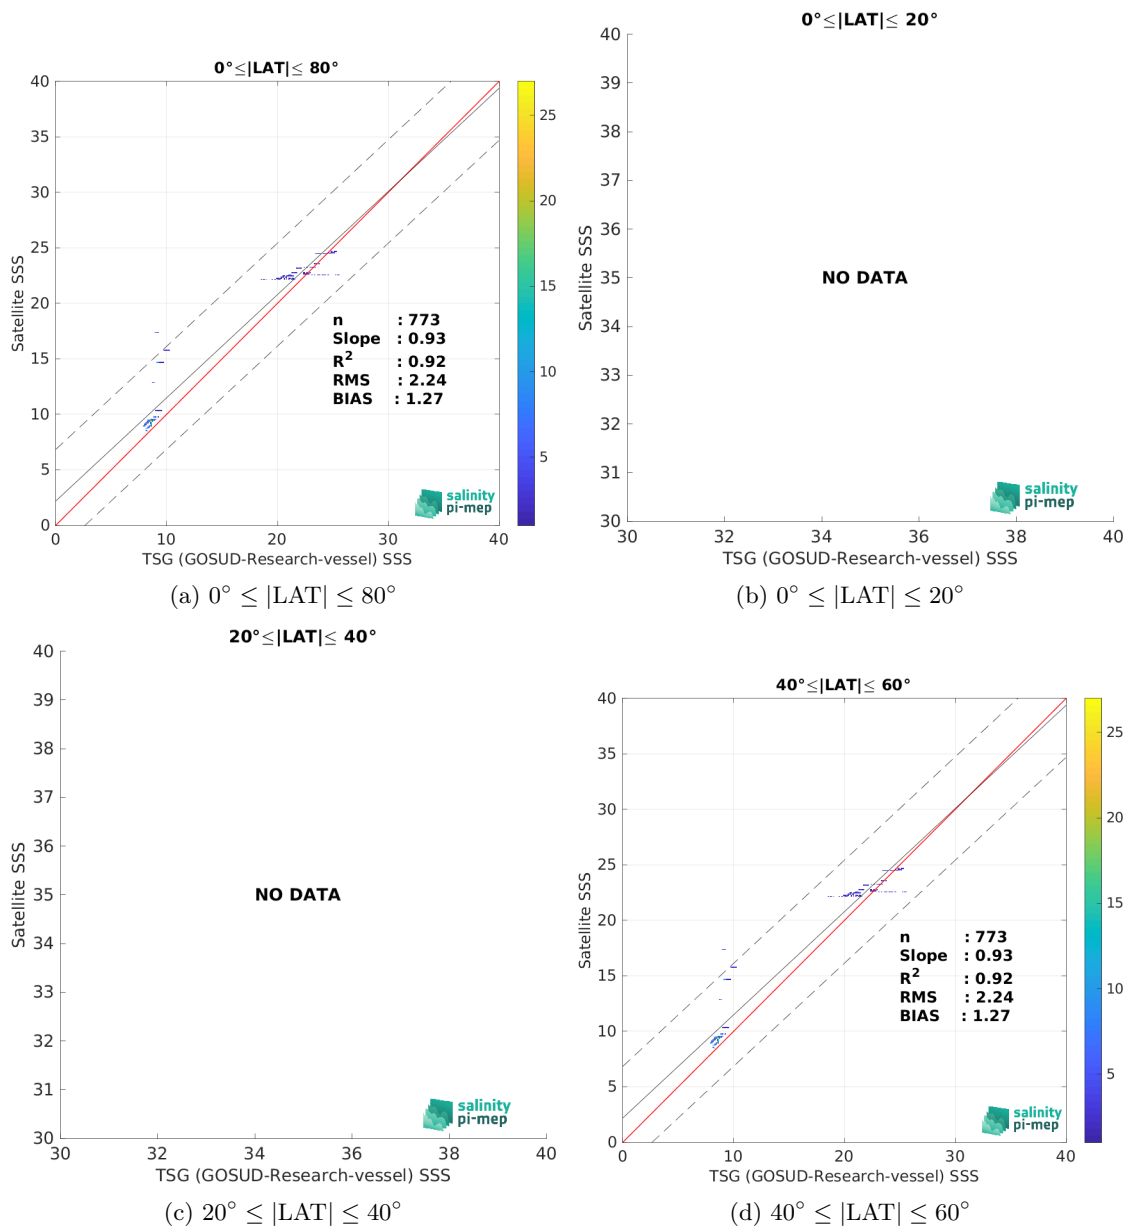 0°≤|LAT|≤ 80°
40
35
30
25
20
15
10
5
0
Satellite SSS
n : 773
Slope : 0.93
R² : 0.92
RMS : 2.24
BIAS : 1.27
salinity
pi-mep
0 10 20 30 40
TSG (GOSUD-Research-vessel) SSS
25
20
15
10
5
(a) 0° ≤ |LAT| ≤ 80°
0°≤|LAT|≤ 20°
40
39
38
37
36
35
34
33
32
31
30
Satellite SSS
NO DATA
salinity
pi-mep
30 32 34 36 38 40
TSG (GOSUD-Research-vessel) SSS
(b) 0° ≤ |LAT| ≤ 20°
20°≤|LAT|≤ 40°
40
39
38
37
36
35
34
33
32
31
30
Satellite SSS
NO DATA
salinity
pi-mep
30 32 34 36 38 40
TSG (GOSUD-Research-vessel) SSS
(c) 20° ≤ |LAT| ≤ 40°
40°≤|LAT|≤ 60°
40
35
30
25
20
15
10
5
0
Satellite SSS
n : 773
Slope : 0.93
R² : 0.92
RMS : 2.24
BIAS : 1.27
salinity
pi-mep
0 10 20 30 40
TSG (GOSUD-Research-vessel) SSS
25
20
15
10
5
(d) 40° ≤ |LAT| ≤ 60°